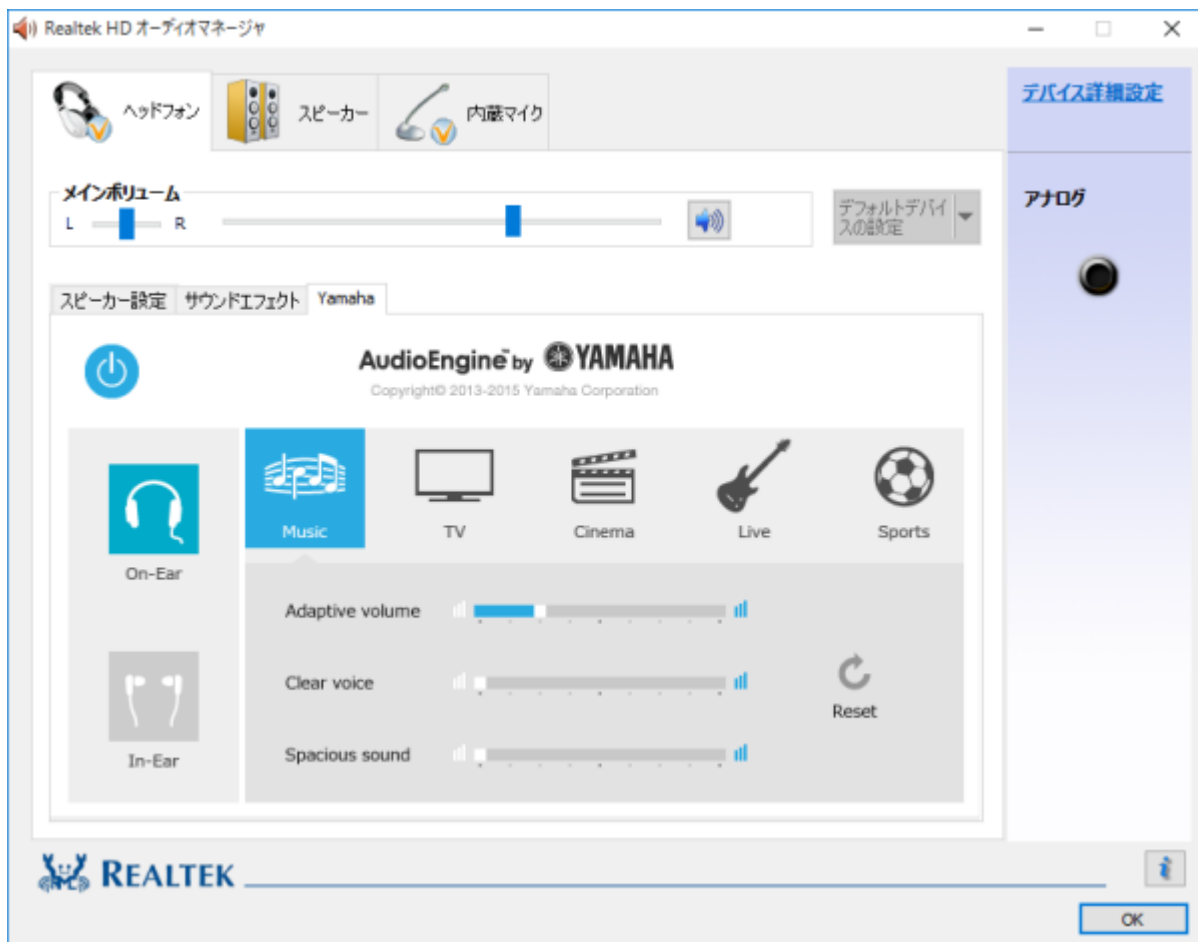 Realtek HD オーディオマネージャ
ヘッドフォン
スピーカー
内蔵マイク
デバイス詳細設定
メインボリューム
L
R
デフォルトデバイ
スの設定
アナログ
スピーカー設定
サウンドエフェクト
Yamaha
AudioEngine™ by YAMAHA
Copyright© 2013-2015 Yamaha Corporation
On-Ear
In-Ear
Music
TV
Cinema
Live
Sports
Adaptive volume
Clear voice
Spacious sound
Reset
REALTEK
i
OK